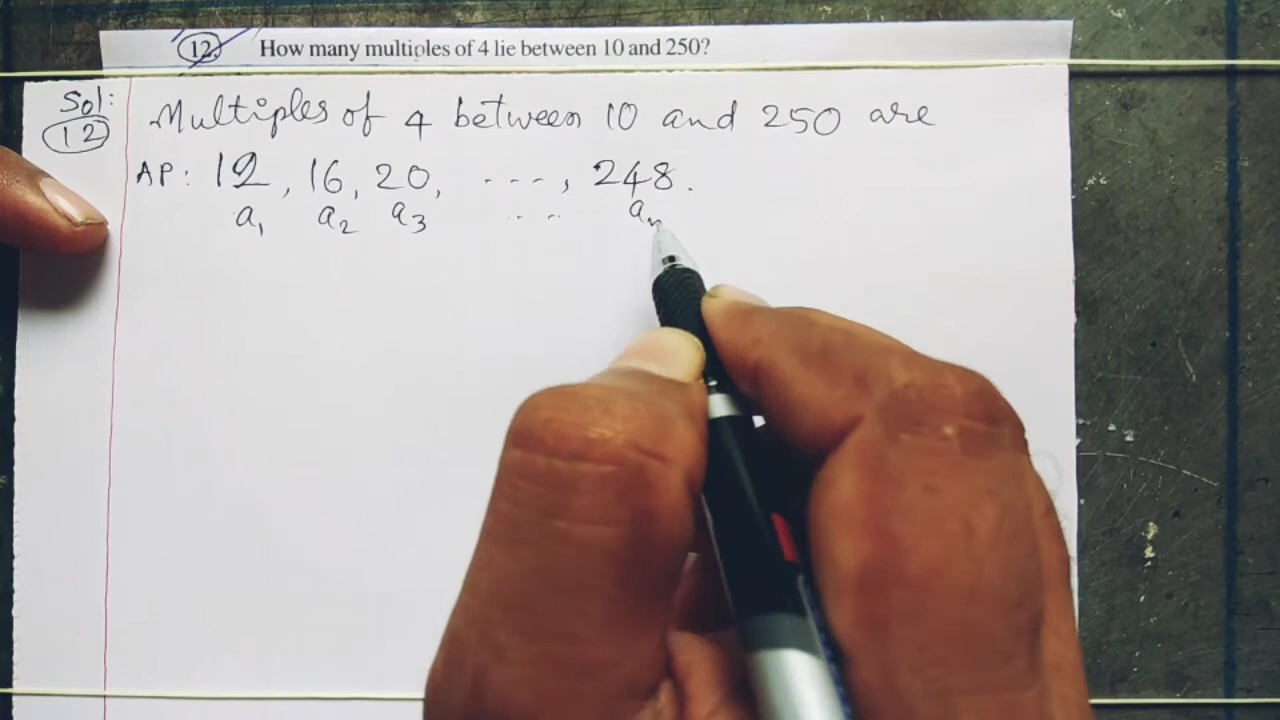 12. How many multiples of 4 lie between 10 and 250?
Sol:
12
Multiples of 4 between 10 and 250 are
AP: 12, 16, 20, ---, 248.
a₁ a₂ a₃ .. .. aₙ